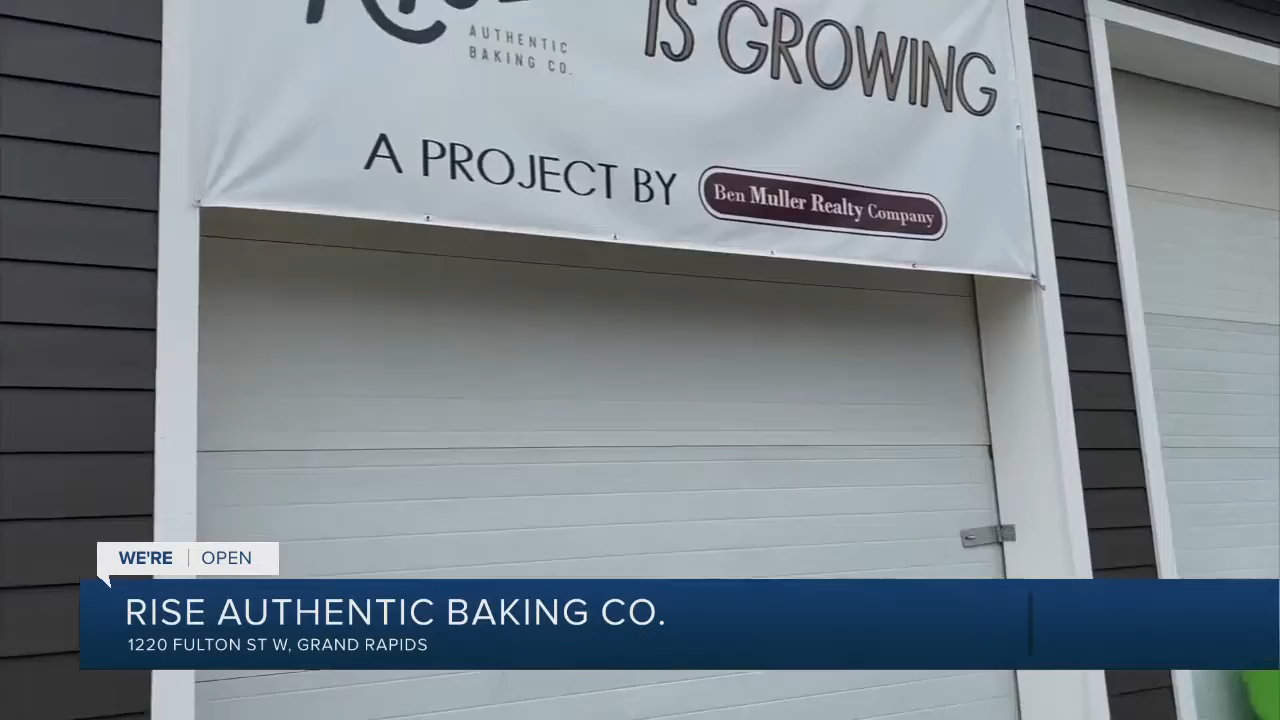 AUTHENTIC
BAKING CO.
IS GROWING
A PROJECT BY
Ben Muller Realty Company
WE'RE | OPEN
RISE AUTHENTIC BAKING CO.
1220 FULTON ST W, GRAND RAPIDS